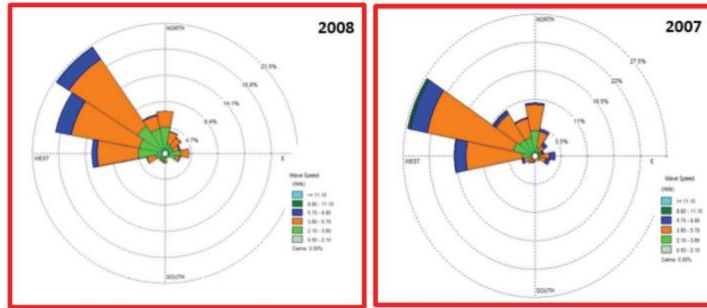 2008
NORTH
23.5%
18.8%
14.1%
9.4%
4.7%
WEST
E
SOUTH
Wave Speed
(m/s)
>= 11.10
8.80 - 11.10
5.70 - 8.80
3.60 - 5.70
2.10 - 3.60
0.50 - 2.10
Calms: 0.00%
2007
NORTH
27.5%
22%
16.5%
11%
5.5%
WEST
E
SOUTH
Wave Speed
(m/s)
>= 11.10
8.80 - 11.10
5.70 - 8.80
3.60 - 5.70
2.10 - 3.60
0.50 - 2.10
Calms: 0.00%